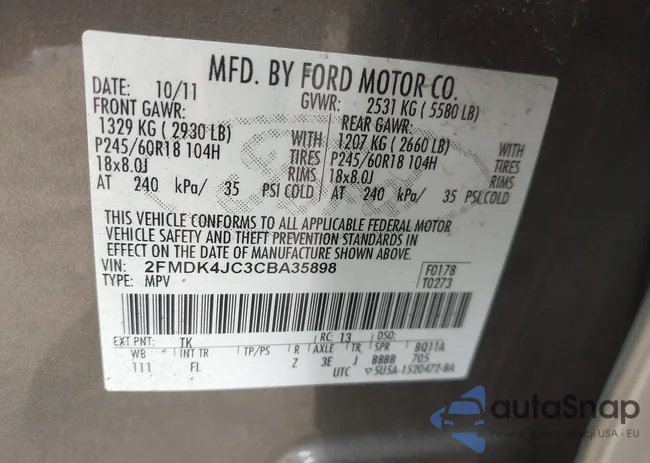 MFD. BY FORD MOTOR CO.
DATE: 10/11 GVWR: 2531 KG ( 5580 LB)
FRONT GAWR: REAR GAWR:
1329 KG ( 2930 LB) WITH 1207 KG ( 2660 LB) WITH
P245/60R18 104H TIRES P245/60R18 104H TIRES
18x8.0J RIMS 18x8.0J RIMS
AT 240 kPa/ 35 PSI COLD AT 240 kPa/ 35 PSI COLD
THIS VEHICLE CONFORMS TO ALL APPLICABLE FEDERAL MOTOR
VEHICLE SAFETY AND THEFT PREVENTION STANDARDS IN
EFFECT ON THE DATE OF MANUFACTURE SHOWN ABOVE.
VIN: 2FMDK4JC3CBA35898 F0178
TYPE: MPV T0273
EXT PNT: TK RC: 13 DSO:
WB INT TR TP/PS R AXLE TR SPR BQ11A
111 FL Z 3E J BBBB 705
UTC ▽5U5A-1520472-BA
autoSnap
USA i EU